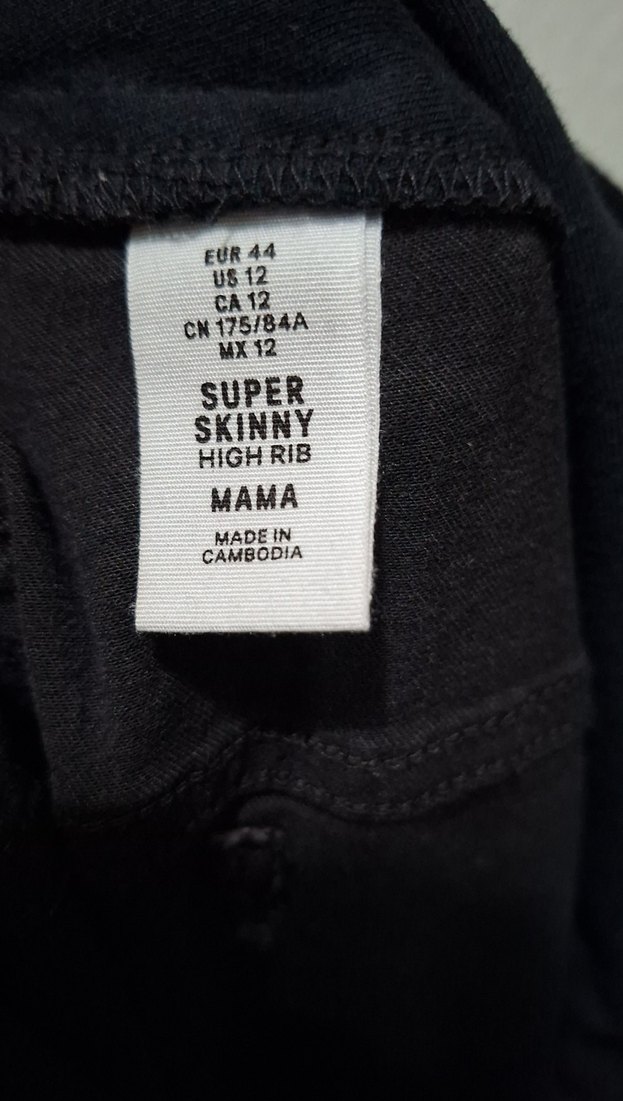 EUR 44
US 12
CA 12
CN 175/84A
MX 12
SUPER
SKINNY
HIGH RIB
MAMA
MADE IN
CAMBODIA